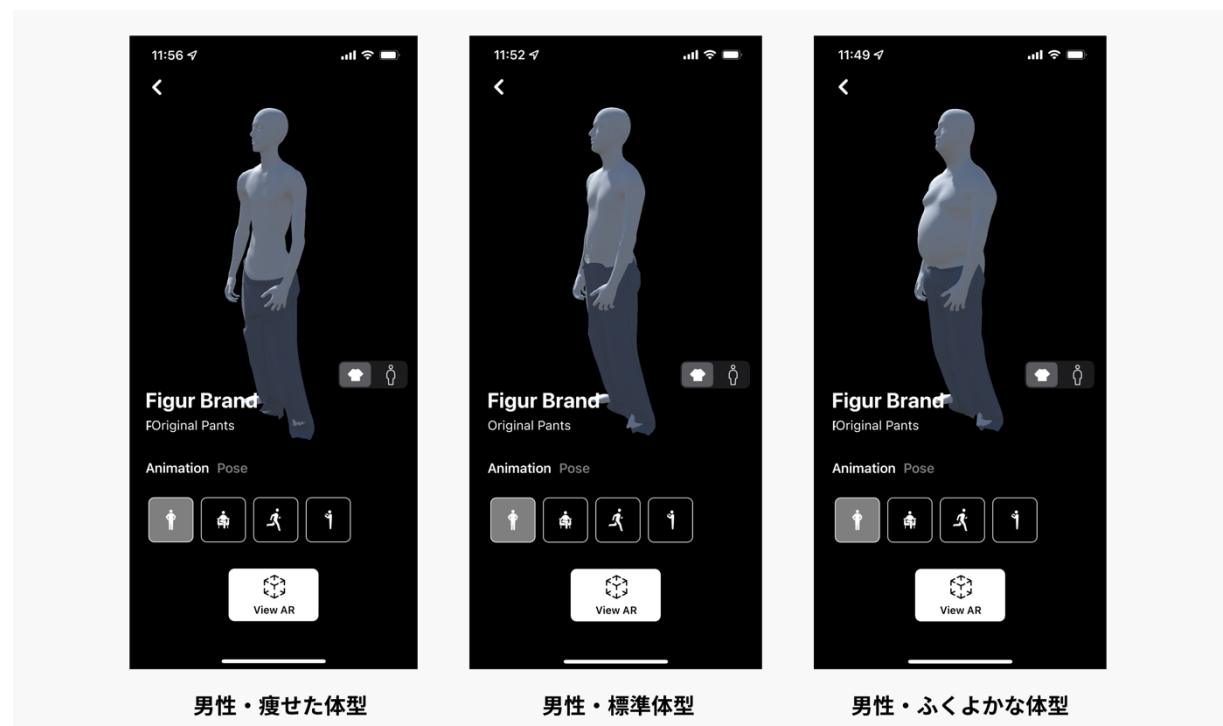 11:56
Figur Brand
Original Pants
Animation Pose
View AR
男性・痩せた体型
11:52
Figur Brand
Original Pants
Animation Pose
View AR
男性・標準体型
11:49
Figur Brand
Original Pants
Animation Pose
View AR
男性・ふくよかな体型